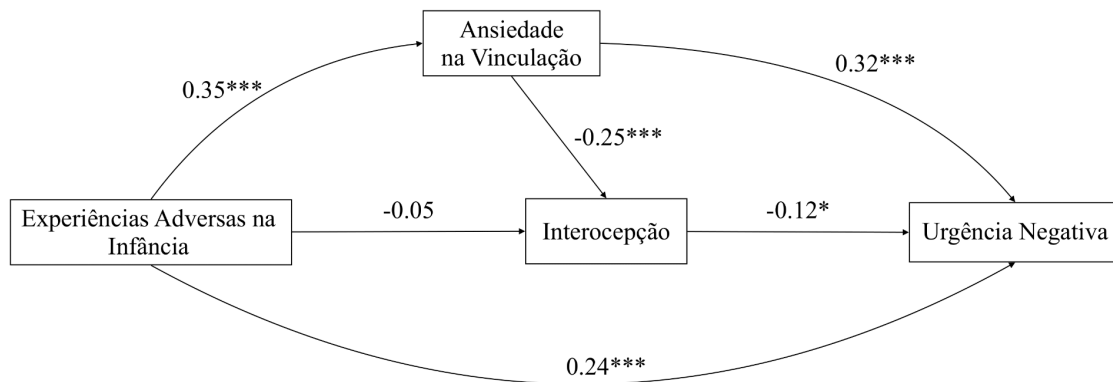 Ansiedade
na Vinculação
0.35***
0.32***
-0.25***
Experiências Adversas na
Infância
-0.05
Interocepção
-0.12*
Urgência Negativa
0.24***